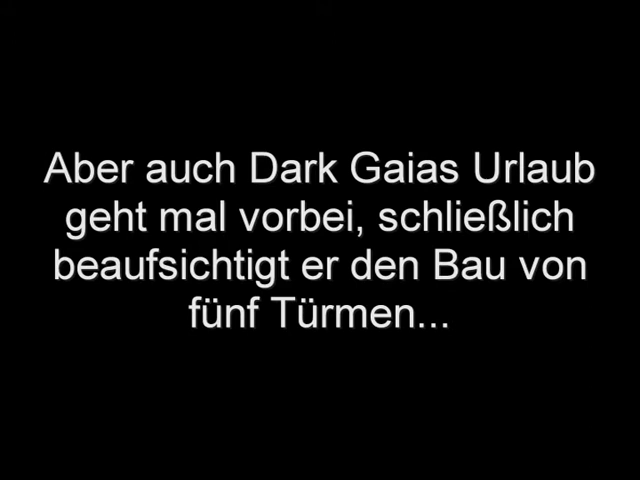 Aber auch Dark Gaias Urlaub
geht mal vorbei, schließlich
beaufsichtigt er den Bau von
fünf Türmen...